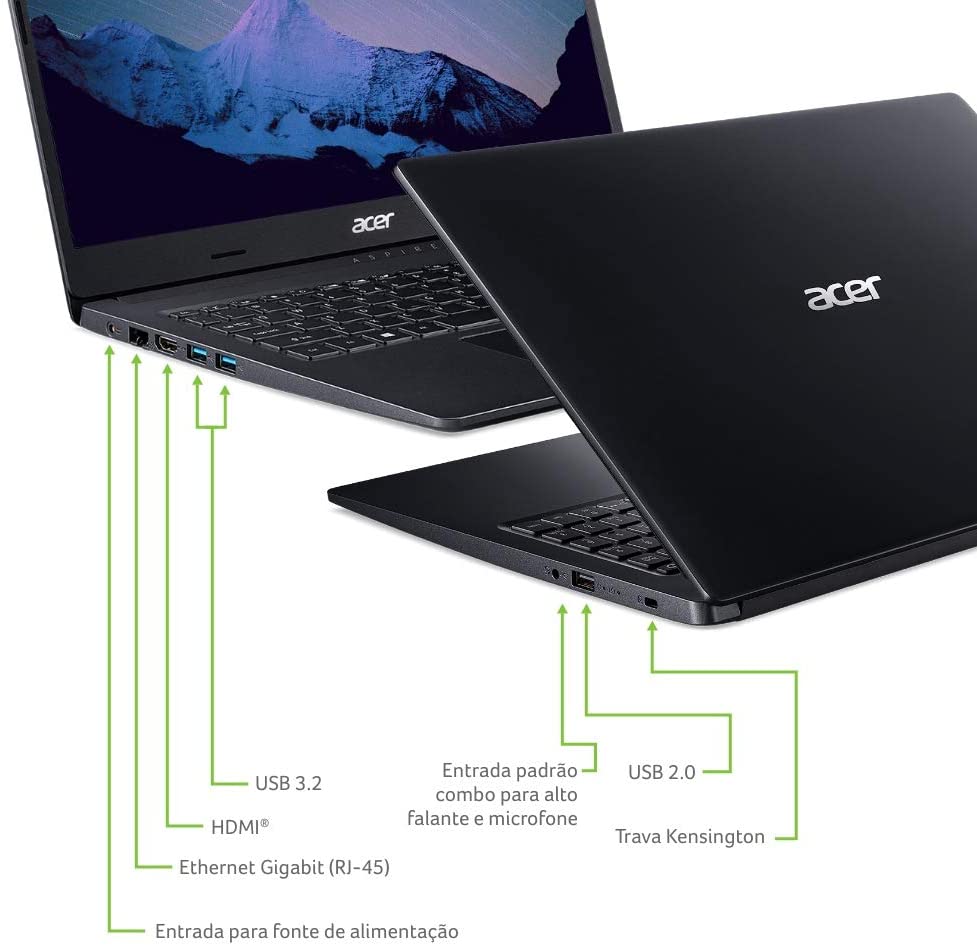 acer
ASPIRE
acer
USB 3.2
HDMI®
Ethernet Gigabit (RJ-45)
Entrada para fonte de alimentação
Entrada padrão
combo para alto
falante e microfone
USB 2.0
Trava Kensington